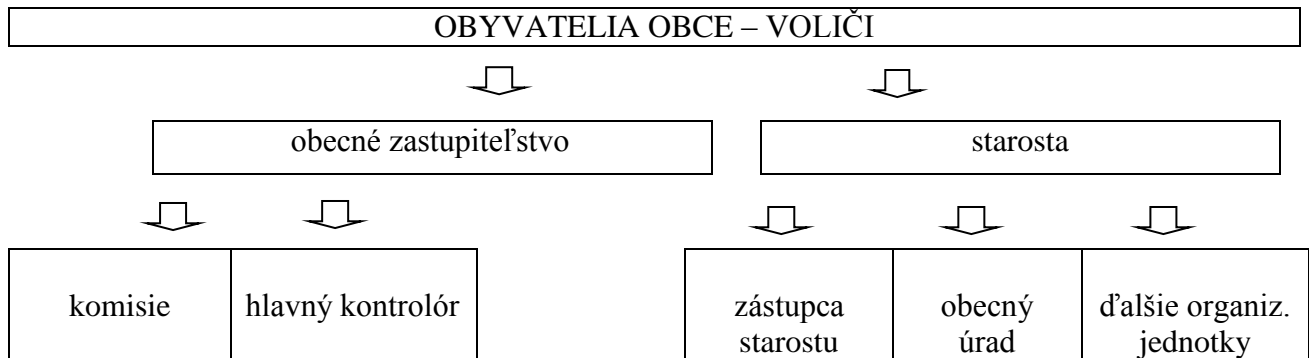 OBYVATELIA OBCE – VOLIČI
obecné zastupiteľstvo
starosta
komisie
hlavný kontrolór
zástupca
starostu
obecný
úrad
ďalšie organiz.
jednotky